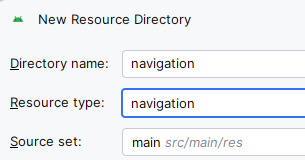 New Resource Directory
Directory name: navigation
Resource type: navigation
Source set: main src/main/res